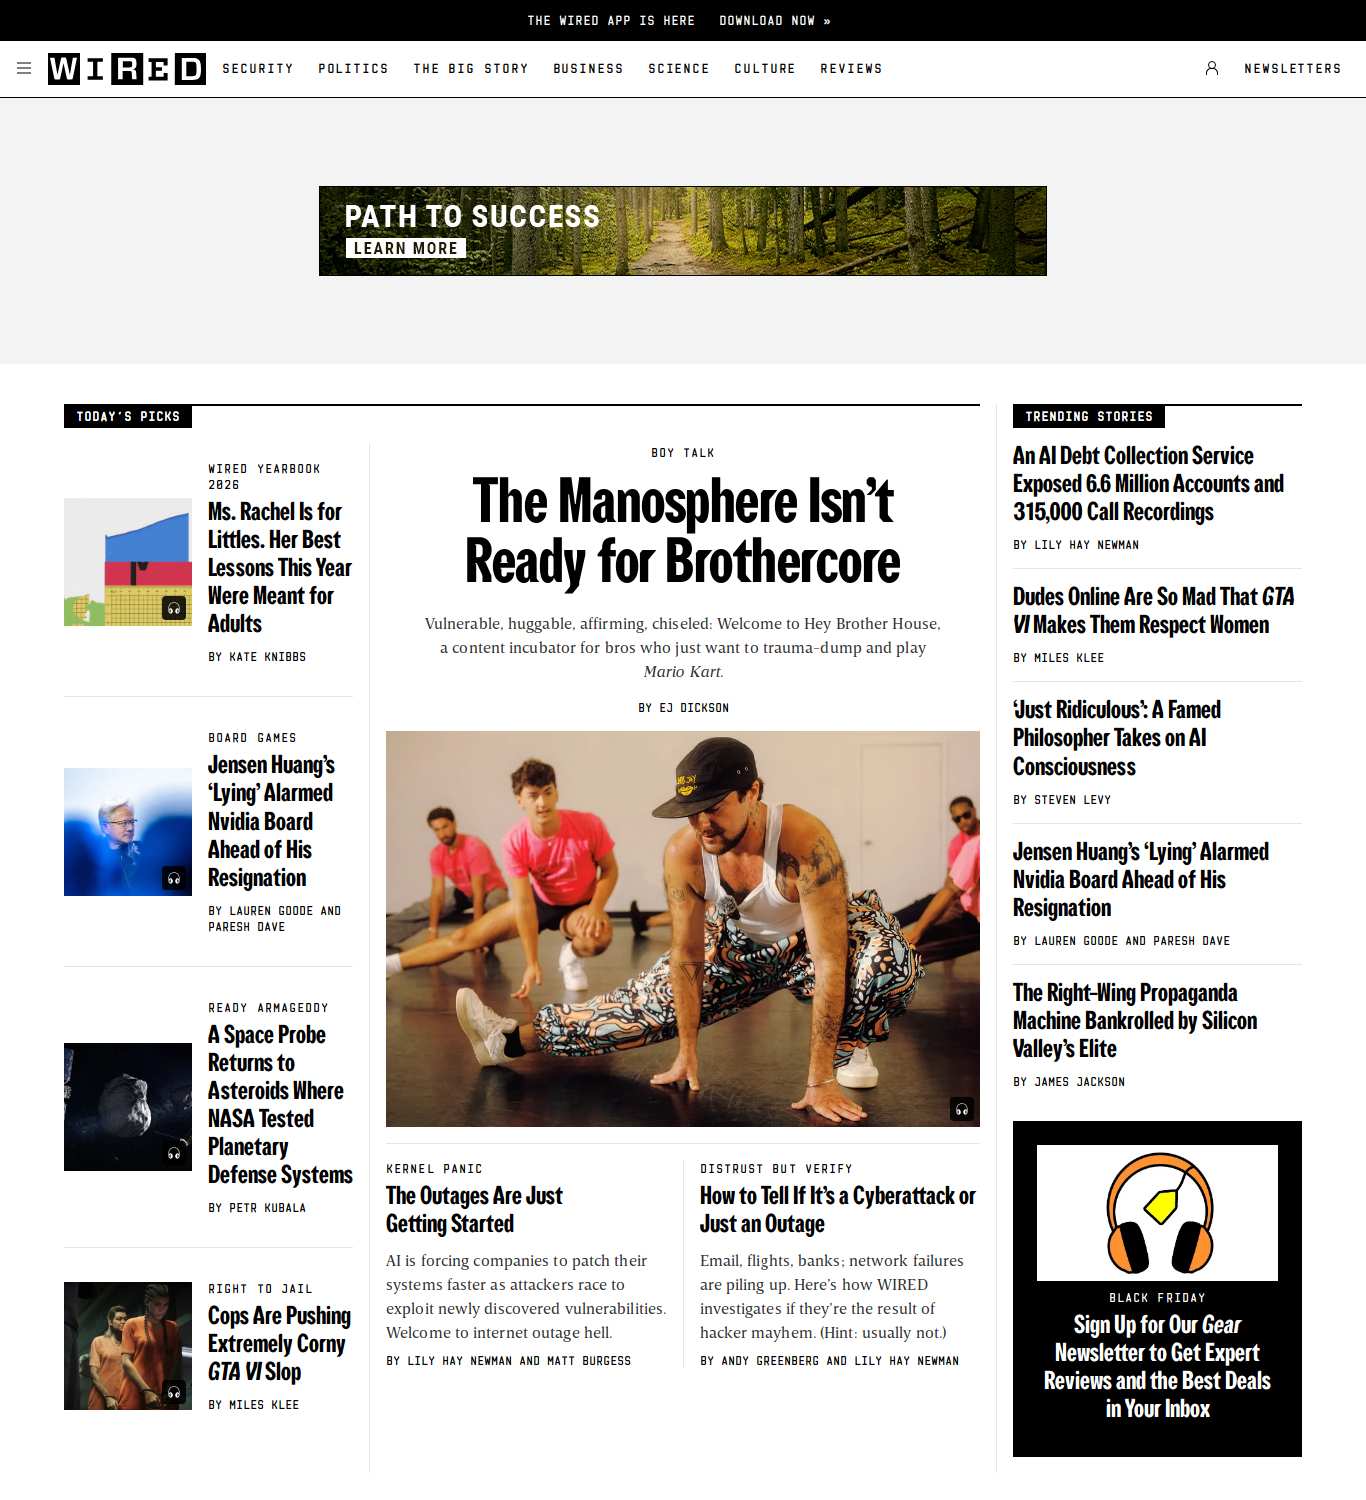 THE WIRED APP IS HERE DOWNLOAD NOW »
WIRED SECURITY POLITICS THE BIG STORY BUSINESS SCIENCE CULTURE REVIEWS NEWSLETTERS
PATH TO SUCCESS
LEARN MORE
TODAY'S PICKS
WIRED YEARBOOK
2026
Ms. Rachel Is for
Littles. Her Best
Lessons This Year
Were Meant for
Adults
BY KATE KNIBBS
BOARD GAMES
Jensen Huang's
‘Lying’ Alarmed
Nvidia Board
Ahead of His
Resignation
BY LAUREN GOODE AND
PARESH DAVE
READY ARMAGEDDY
A Space Probe
Returns to
Asteroids Where
NASA Tested
Planetary
Defense Systems
BY PETR KUBALA
RIGHT TO JAIL
Cops Are Pushing
Extremely Corny
GTA VI Slop
BY MILES KLEE
BOY TALK
The Manosphere Isn’t
Ready for Brothercore
Vulnerable, huggable, affirming, chiseled: Welcome to Hey Brother House,
a content incubator for bros who just want to trauma-dump and play
Mario Kart.
BY EJ DICKSON
KERNEL PANIC
The Outages Are Just
Getting Started
AI is forcing companies to patch their
systems faster as attackers race to
exploit newly discovered vulnerabilities.
Welcome to internet outage hell.
BY LILY HAY NEWMAN AND MATT BURGESS
DISTRUST BUT VERIFY
How to Tell If It’s a Cyberattack or
Just an Outage
Email, flights, banks; network failures
are piling up. Here’s how WIRED
investigates if they’re the result of
hacker mayhem. (Hint: usually not.)
BY ANDY GREENBERG AND LILY HAY NEWMAN
TRENDING STORIES
An AI Debt Collection Service
Exposed 6.6 Million Accounts and
315,000 Call Recordings
BY LILY HAY NEWMAN
Dudes Online Are So Mad That GTA
VI Makes Them Respect Women
BY MILES KLEE
‘Just Ridiculous’: A Famed
Philosopher Takes on AI
Consciousness
BY STEVEN LEVY
Jensen Huang’s ‘Lying’ Alarmed
Nvidia Board Ahead of His
Resignation
BY LAUREN GOODE AND PARESH DAVE
The Right-Wing Propaganda
Machine Bankrolled by Silicon
Valley’s Elite
BY JAMES JACKSON
BLACK FRIDAY
Sign Up for Our Gear
Newsletter to Get Expert
Reviews and the Best Deals
in Your Inbox